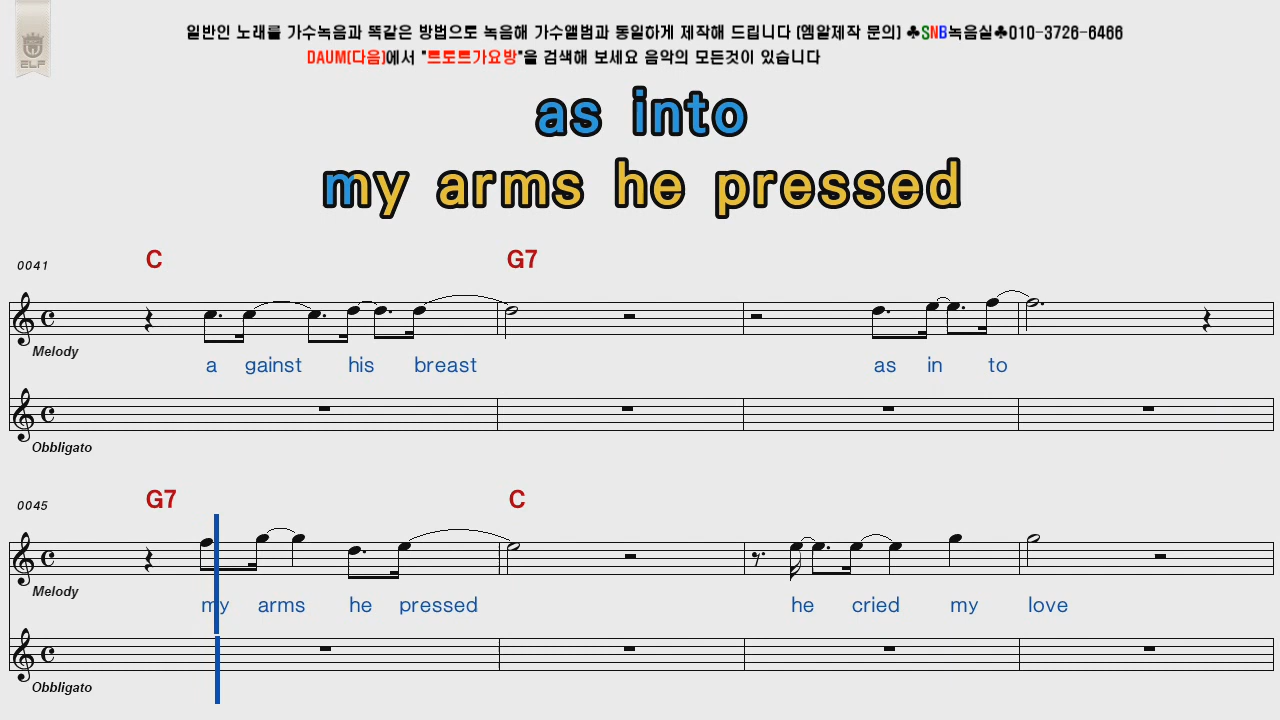 일반인 노래를 가수녹음과 똑같은 방법으로 녹음해 가수앨범과 동일하게 제작해 드립니다 (엠알제작 문의) ♣SNB녹음실♣010-3726-6466
DAUM(다음)에서 "트로트가요방"을 검색해 보세요 음악의 모든것이 있습니다
ELF
as into
my arms he pressed
0041 C G7
Melody
a gainst his breast as in to
Obbligato
0045 G7 C
Melody
my arms he pressed he cried my love
Obbligato